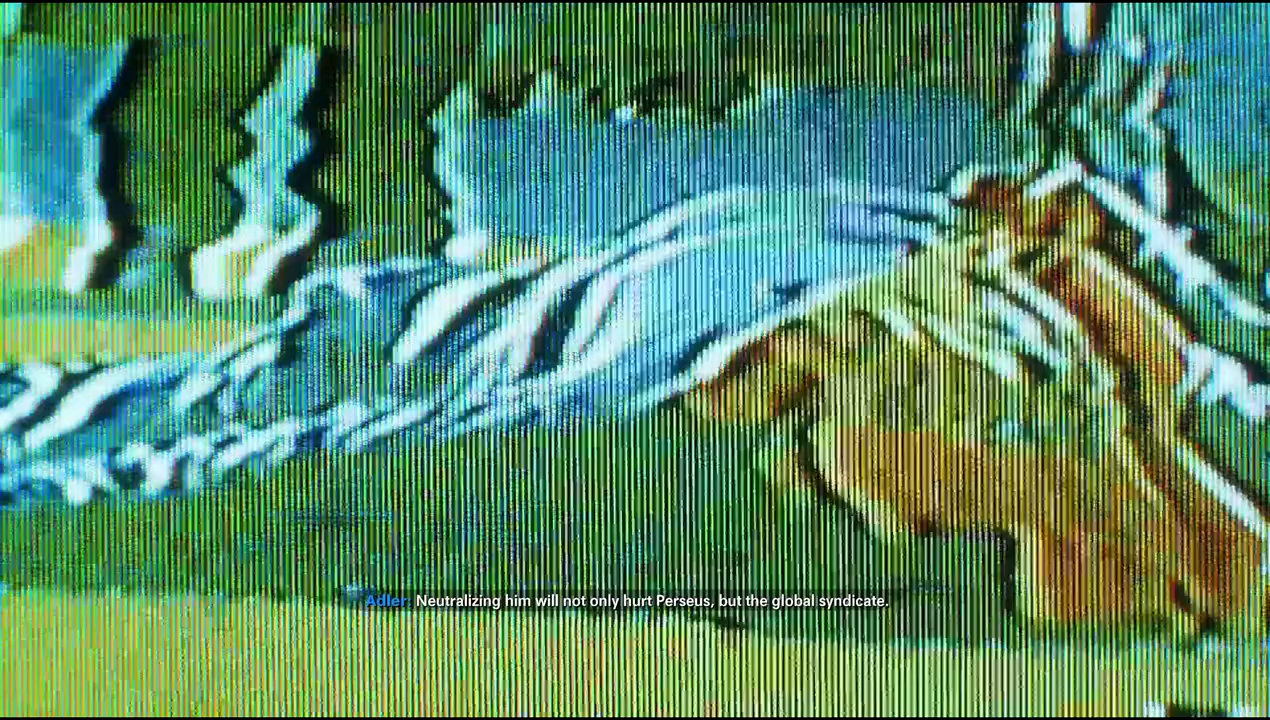 Adler: Neutralizing him will not only hurt Perseus, but the global syndicate.